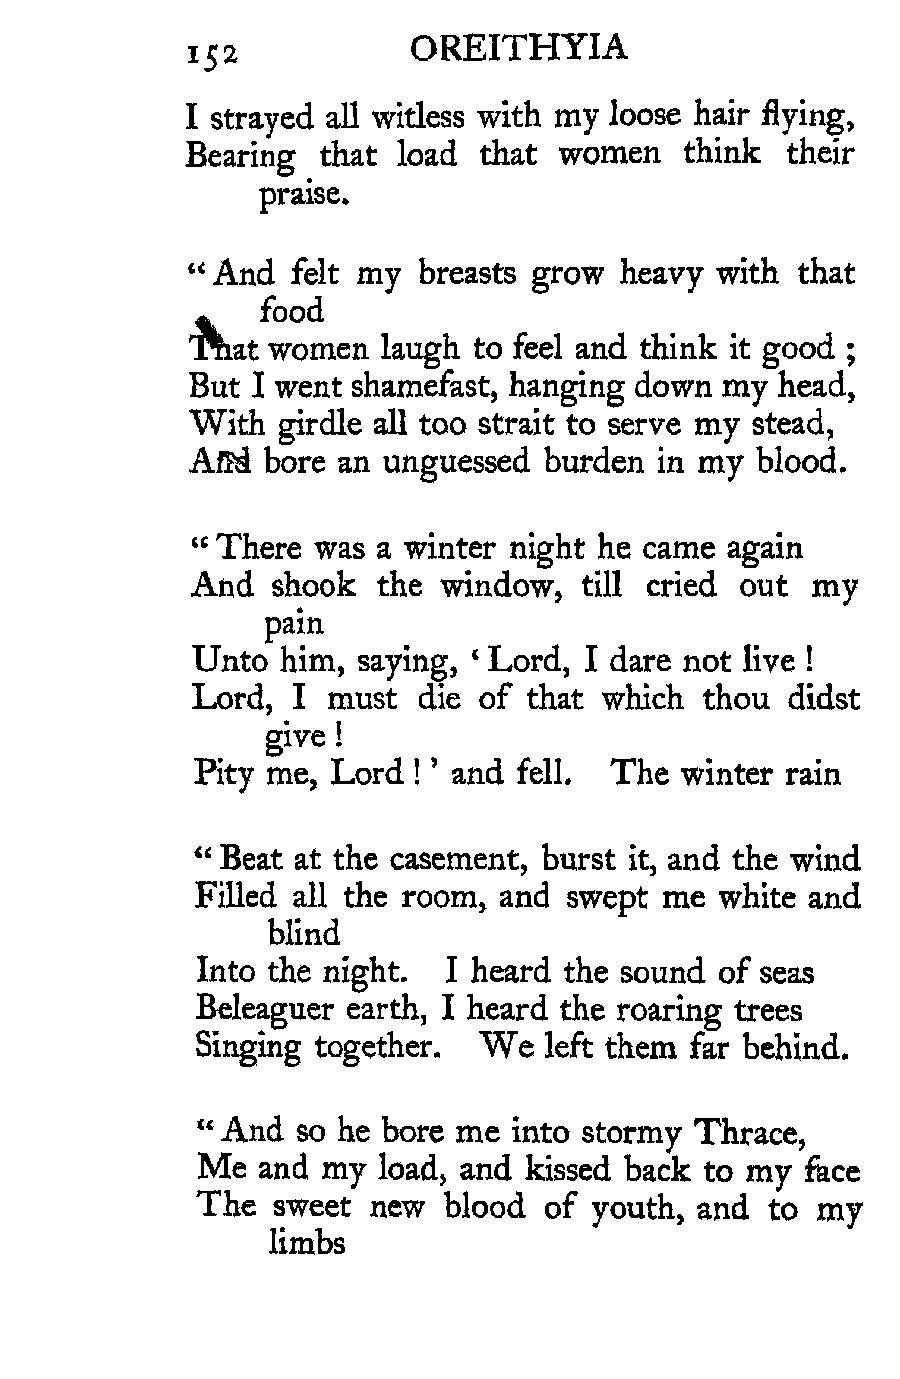 152 OREITHYIA
I strayed all witless with my loose hair flying,
Bearing that load that women think their
praise.
“And felt my breasts grow heavy with that
food
That women laugh to feel and think it good ;
But I went shamefast, hanging down my head,
With girdle all too strait to serve my stead,
And bore an unguessed burden in my blood.
“There was a winter night he came again
And shook the window, till cried out my
pain
Unto him, saying, ‘Lord, I dare not live !
Lord, I must die of that which thou didst
give !
Pity me, Lord ! ’ and fell. The winter rain
“Beat at the casement, burst it, and the wind
Filled all the room, and swept me white and
blind
Into the night. I heard the sound of seas
Beleaguer earth, I heard the roaring trees
Singing together. We left them far behind.
“And so he bore me into stormy Thrace,
Me and my load, and kissed back to my face
The sweet new blood of youth, and to my
limbs